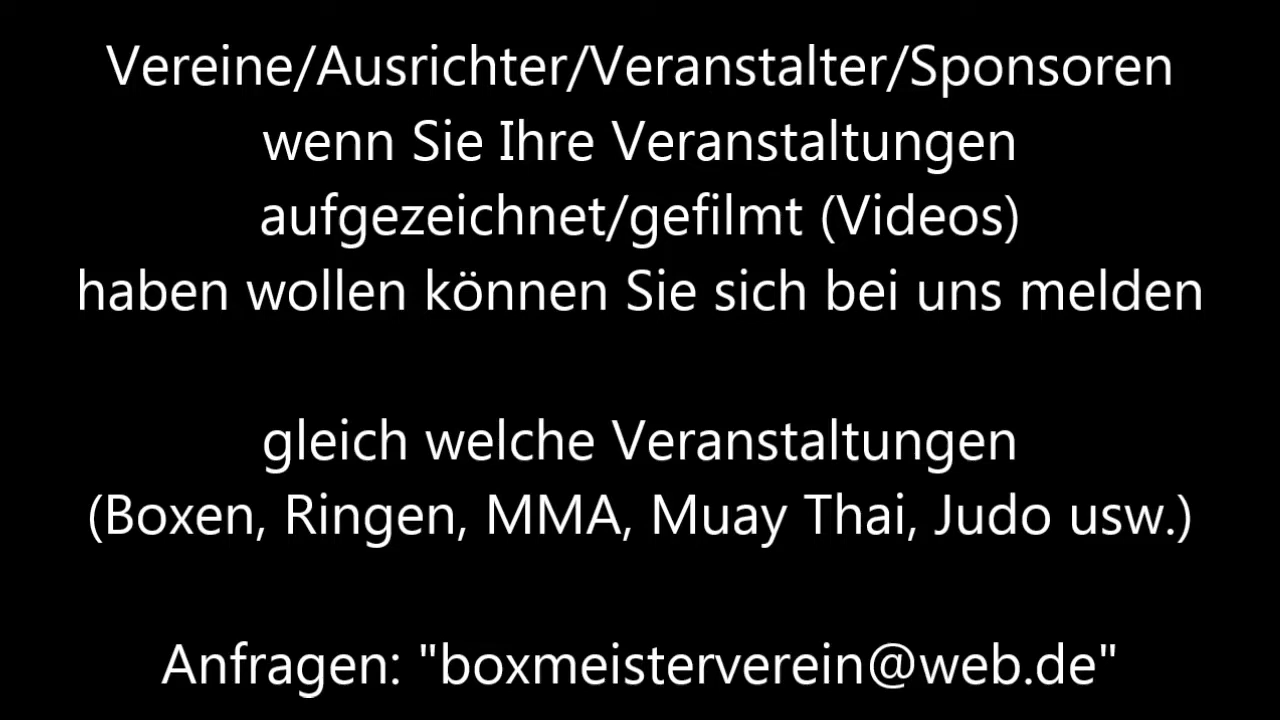 Vereine/Ausrichter/Veranstalter/Sponsoren
wenn Sie Ihre Veranstaltungen
aufgezeichnet/gefilmt (Videos)
haben wollen können Sie sich bei uns melden
gleich welche Veranstaltungen
(Boxen, Ringen, MMA, Muay Thai, Judo usw.)
Anfragen: "boxmeisterverein@web.de"